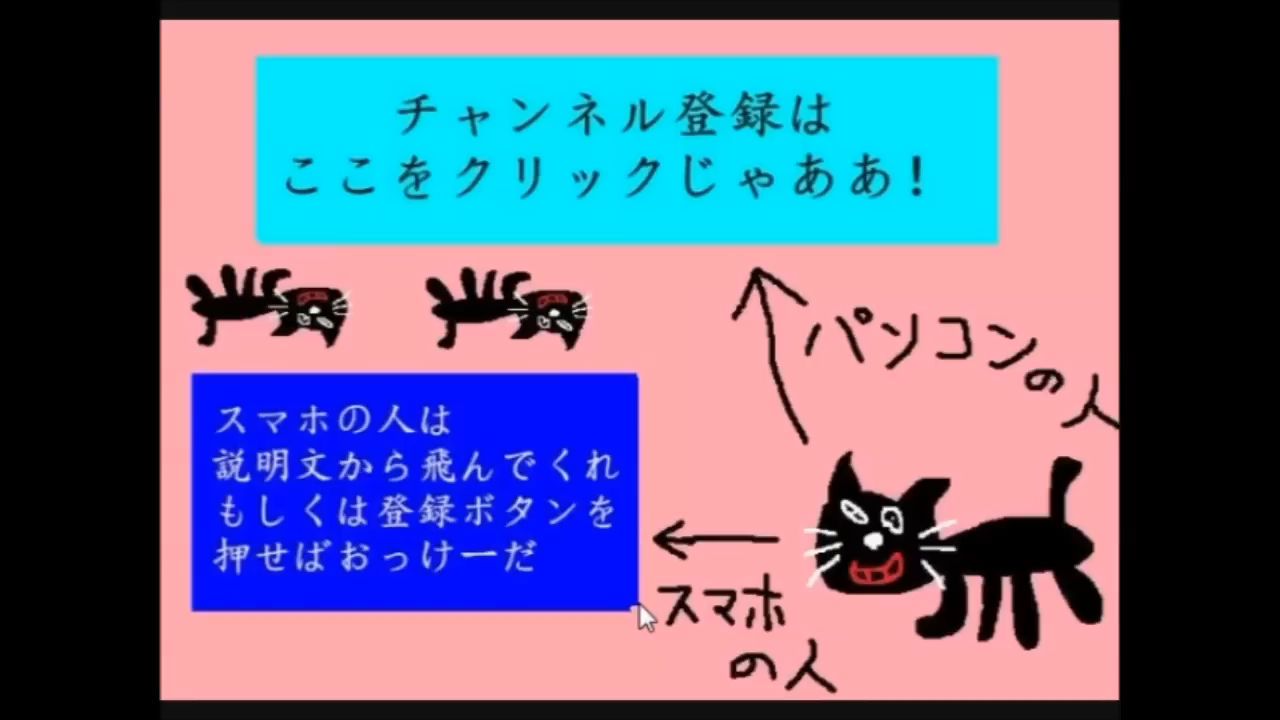 チャンネル登録は
ここをクリックじゃああ!
パソコンの人
スマホの人は
説明文から飛んでくれ
もしくは登録ボタンを
押せばおっけーだ
スマホ
の人